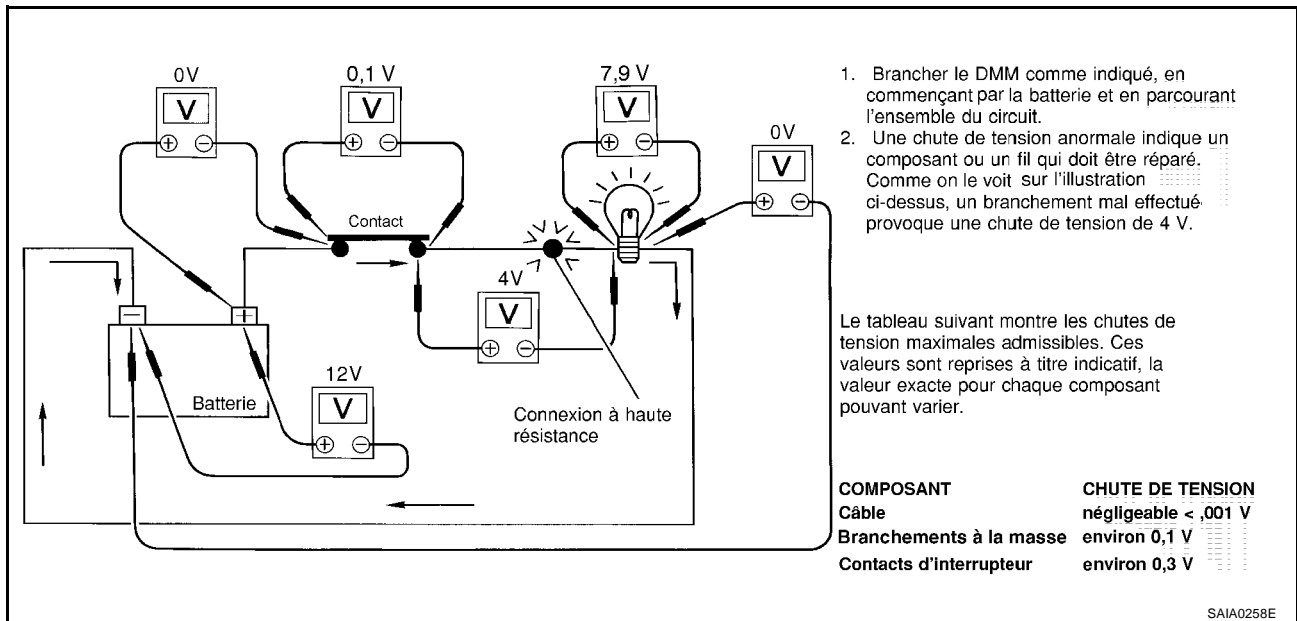 0V
0,1 V
7,9 V
0V
V
V
V
V
+ −
+ −
+ −
+ −
Contact
4V
V
+ −
− +
Batterie
12V
V
+ −
Connexion à haute
résistance
1. Brancher le DMM comme indiqué, en
commençant par la batterie et en parcourant
l'ensemble du circuit.
2. Une chute de tension anormale indique un
composant ou un fil qui doit être réparé.
Comme on le voit sur l'illustration
ci-dessus, un branchement mal effectué
provoque une chute de tension de 4 V.
Le tableau suivant montre les chutes de
tension maximales admissibles. Ces
valeurs sont reprises à titre indicatif, la
valeur exacte pour chaque composant
pouvant varier.
COMPOSANT CHUTE DE TENSION
Câble négligeable < ,001 V
Branchements à la masse environ 0,1 V
Contacts d'interrupteur environ 0,3 V
SAIA0258E